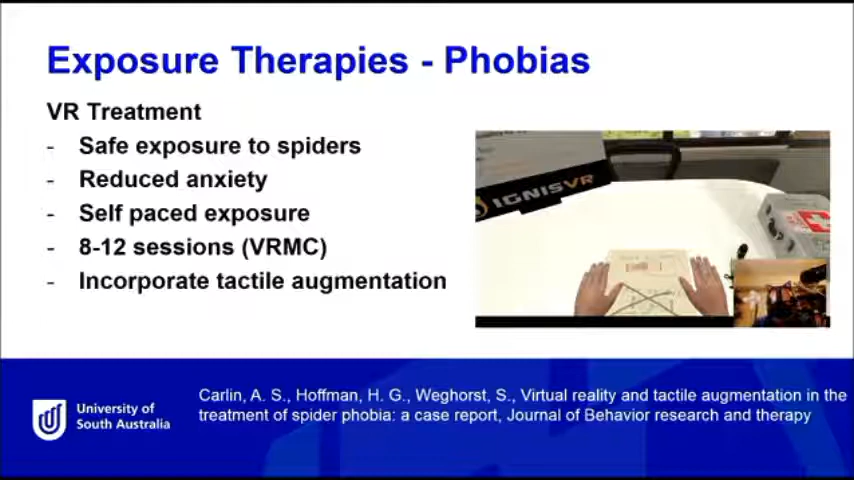 Exposure Therapies - Phobias
VR Treatment
- Safe exposure to spiders
- Reduced anxiety
- Self paced exposure
- 8-12 sessions (VRMC)
- Incorporate tactile augmentation
IGNISVR
University of
South Australia
Carlin, A. S., Hoffman, H. G., Weghorst, S., Virtual reality and tactile augmentation in the
treatment of spider phobia: a case report, Journal of Behavior research and therapy